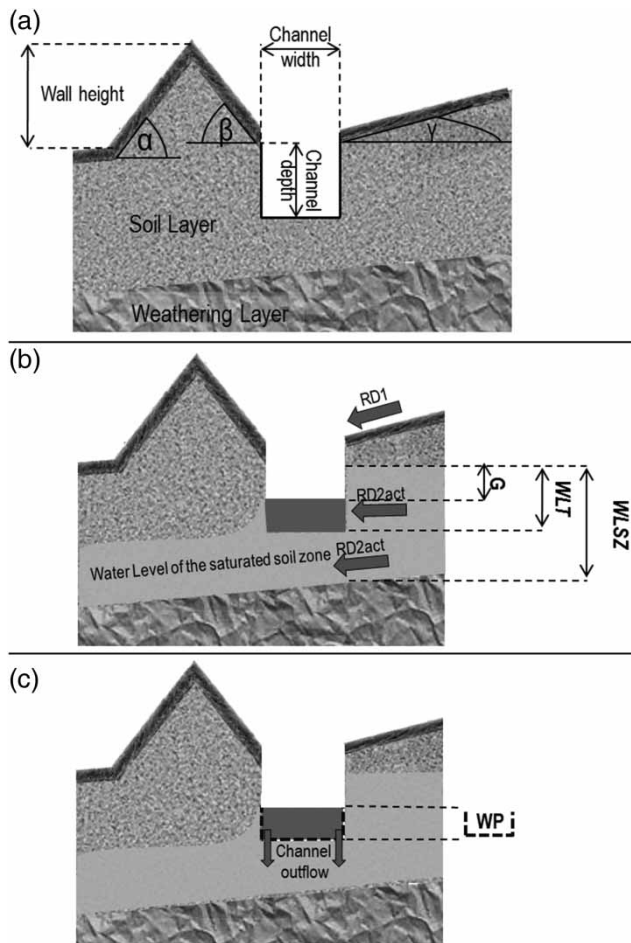 (a)
Channel
width
Wall height
α
β
γ
Channel
depth
Soil Layer
Weathering Layer
(b)
RD1
G
WLT
WLSZ
RD2act
RD2act
Water Level of the saturated soil zone
(c)
WP
Channel
outflow